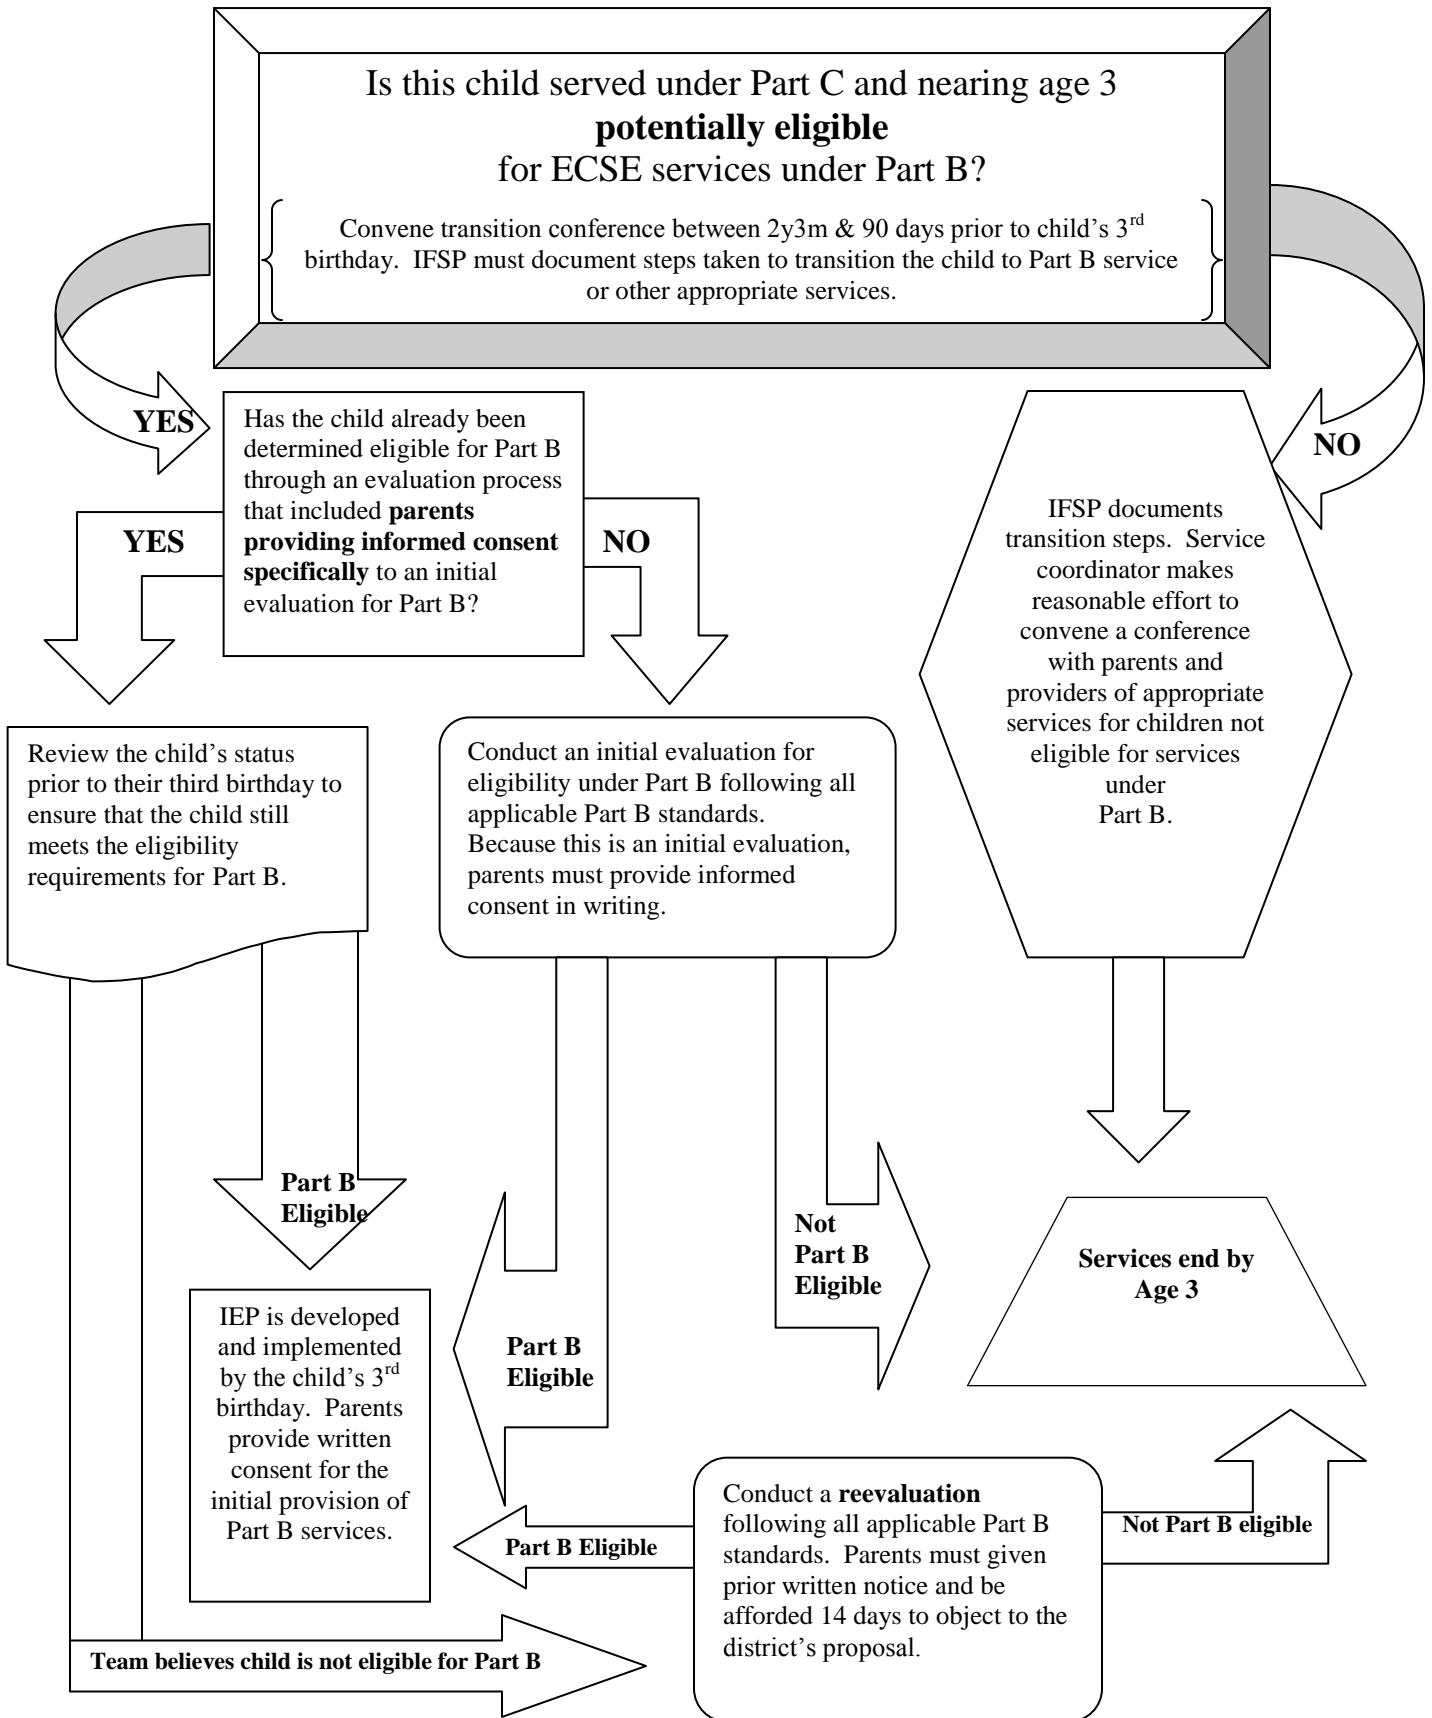 Is this child served under Part C and nearing age 3
potentially eligible
for ECSE services under Part B?
Convene transition conference between 2y3m & 90 days prior to child’s 3rd
birthday. IFSP must document steps taken to transition the child to Part B service
or other appropriate services.
YES
Has the child already been
determined eligible for Part B
through an evaluation process
that included parents
providing informed consent
specifically to an initial
evaluation for Part B?
NO
YES
NO
IFSP documents
transition steps. Service
coordinator makes
reasonable effort to
convene a conference
with parents and
providers of appropriate
services for children not
eligible for services
under
Part B.
Review the child’s status
prior to their third birthday to
ensure that the child still
meets the eligibility
requirements for Part B.
Conduct an initial evaluation for
eligibility under Part B following all
applicable Part B standards.
Because this is an initial evaluation,
parents must provide informed
consent in writing.
Part B
Eligible
Not
Part B
Eligible
Services end by
Age 3
IEP is developed
and implemented
by the child’s 3rd
birthday. Parents
provide written
consent for the
initial provision of
Part B services.
Part B
Eligible
Part B Eligible
Conduct a reevaluation
following all applicable Part B
standards. Parents must given
prior written notice and be
afforded 14 days to object to the
district’s proposal.
Not Part B eligible
Team believes child is not eligible for Part B